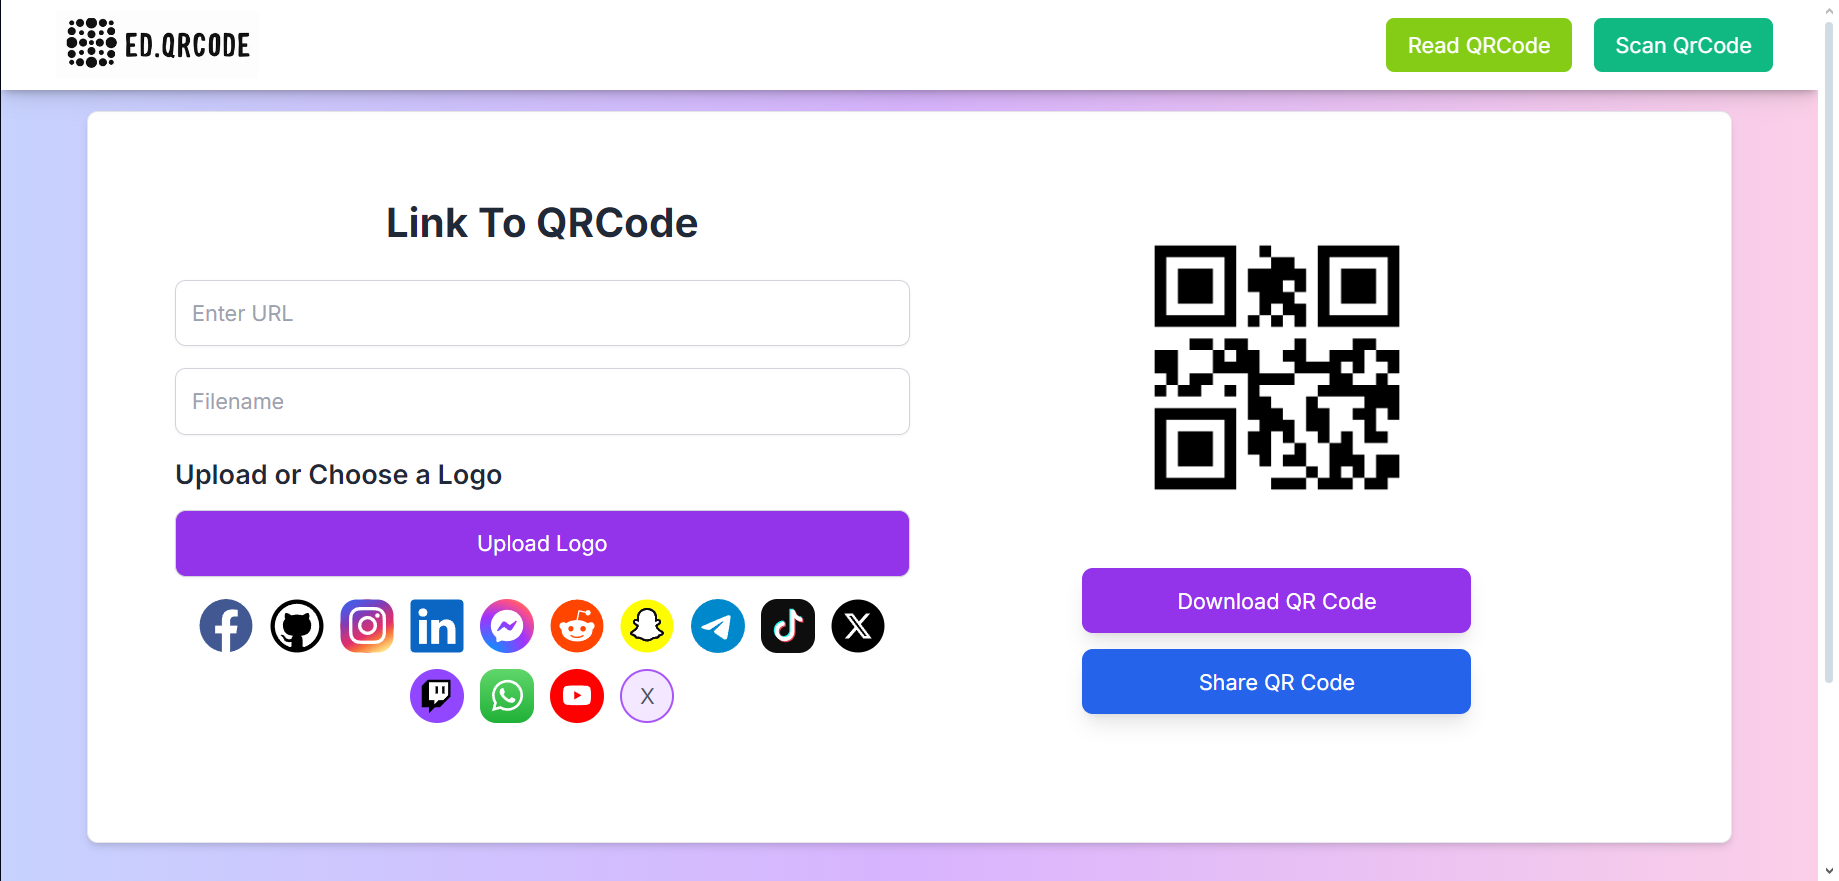 ED.QRCODE
Read QRCode
Scan QrCode
Link To QRCode
Enter URL
Filename
Upload or Choose a Logo
Upload Logo
in
X
Download QR Code
Share QR Code